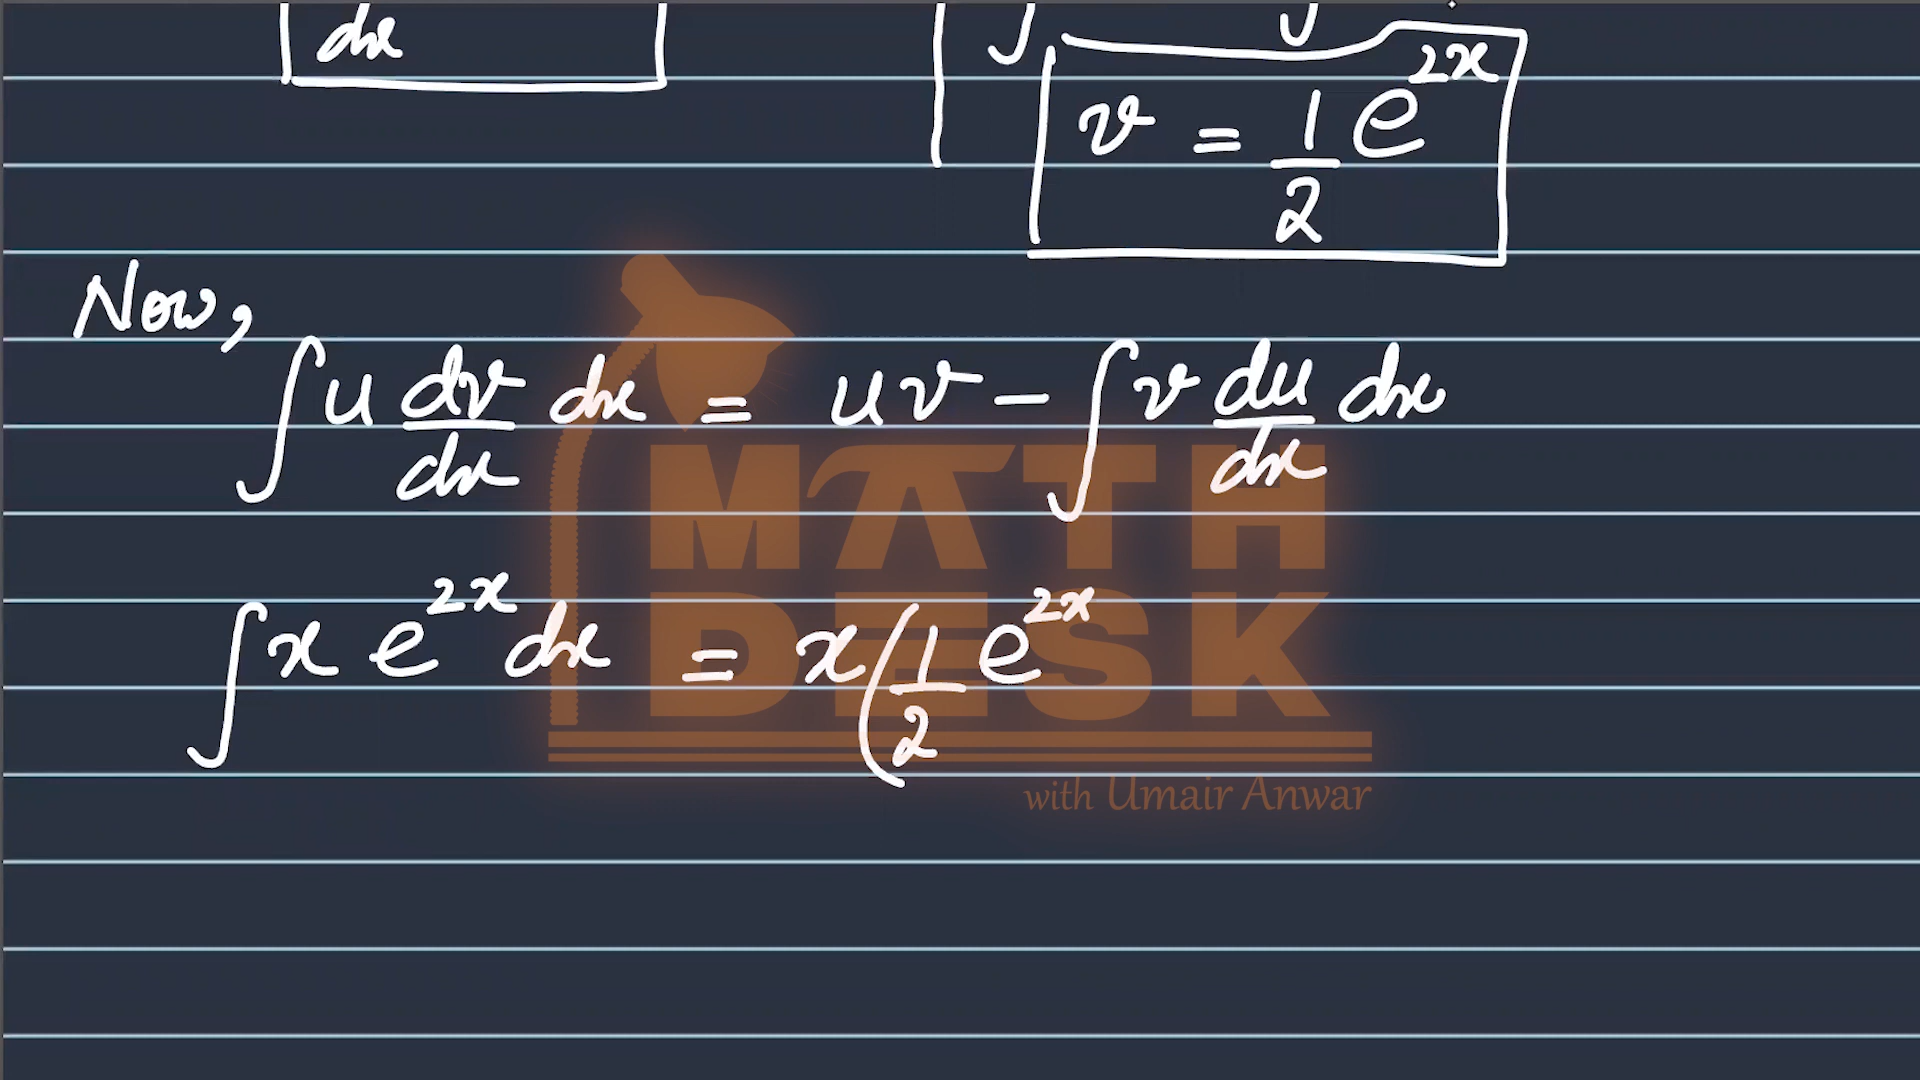 dx
v = 1/2 e^2x
Now,
∫ u dv/dx dx = uv - ∫ v du/dx dx
∫ x e^2x dx = x(1/2 e^2x
MATH
DESK
with Umair Anwar